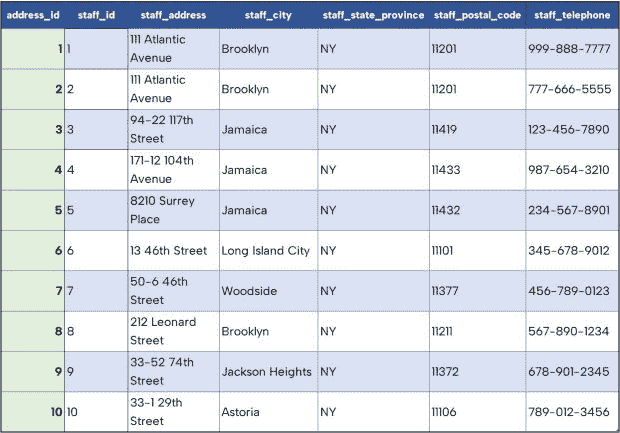 address_id staff_id staff_address staff_city staff_state_province staff_postal_code staff_telephone
1 1 111 Atlantic Avenue Brooklyn NY 11201 999-888-7777
2 2 111 Atlantic Avenue Brooklyn NY 11201 777-666-5555
3 3 94-22 117th Street Jamaica NY 11419 123-456-7890
4 4 171-12 104th Avenue Jamaica NY 11433 987-654-3210
5 5 8210 Surrey Place Jamaica NY 11432 234-567-8901
6 6 13 46th Street Long Island City NY 11101 345-678-9012
7 7 50-6 46th Street Woodside NY 11377 456-789-0123
8 8 212 Leonard Street Brooklyn NY 11211 567-890-1234
9 9 33-52 74th Street Jackson Heights NY 11372 678-901-2345
10 10 33-1 29th Street Astoria NY 11106 789-012-3456